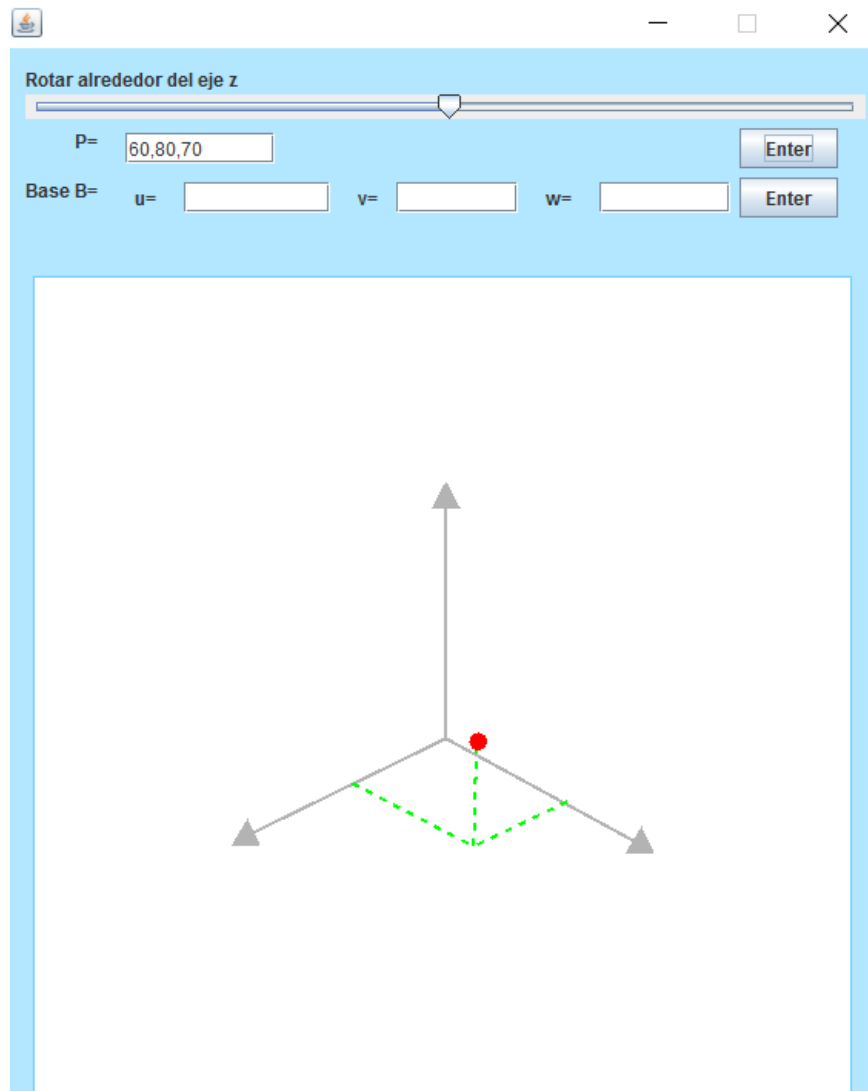 Rotar alrededor del eje z
P= 60,80,70 Enter
Base B= u= v= w= Enter